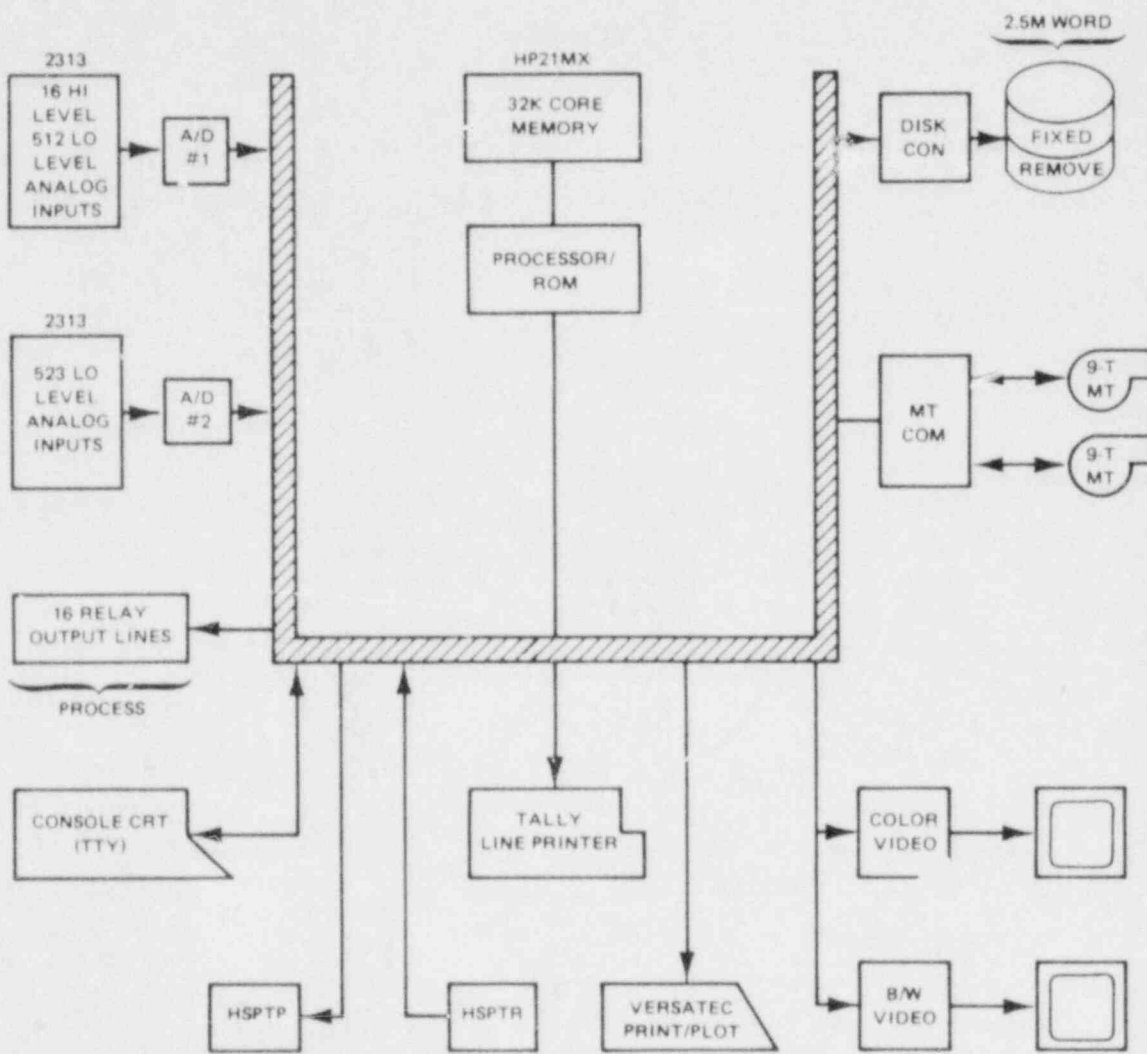 2.5M WORD
2313
16 HI
LEVEL
512 LO
LEVEL
ANALOG
INPUTS
A/D
#1
HP21MX
32K CORE
MEMORY
DISK
CON
FIXED
REMOVE
PROCESSOR/
ROM
2313
523 LO
LEVEL
ANALOG
INPUTS
A/D
#2
MT
COM
9-T
MT
9-T
MT
16 RELAY
OUTPUT LINES
PROCESS
CONSOLE CRT
(TTY)
TALLY
LINE PRINTER
COLOR
VIDEO
HSPTP
HSPTR
VERSATEC
PRINT/PLOT
B/W
VIDEO